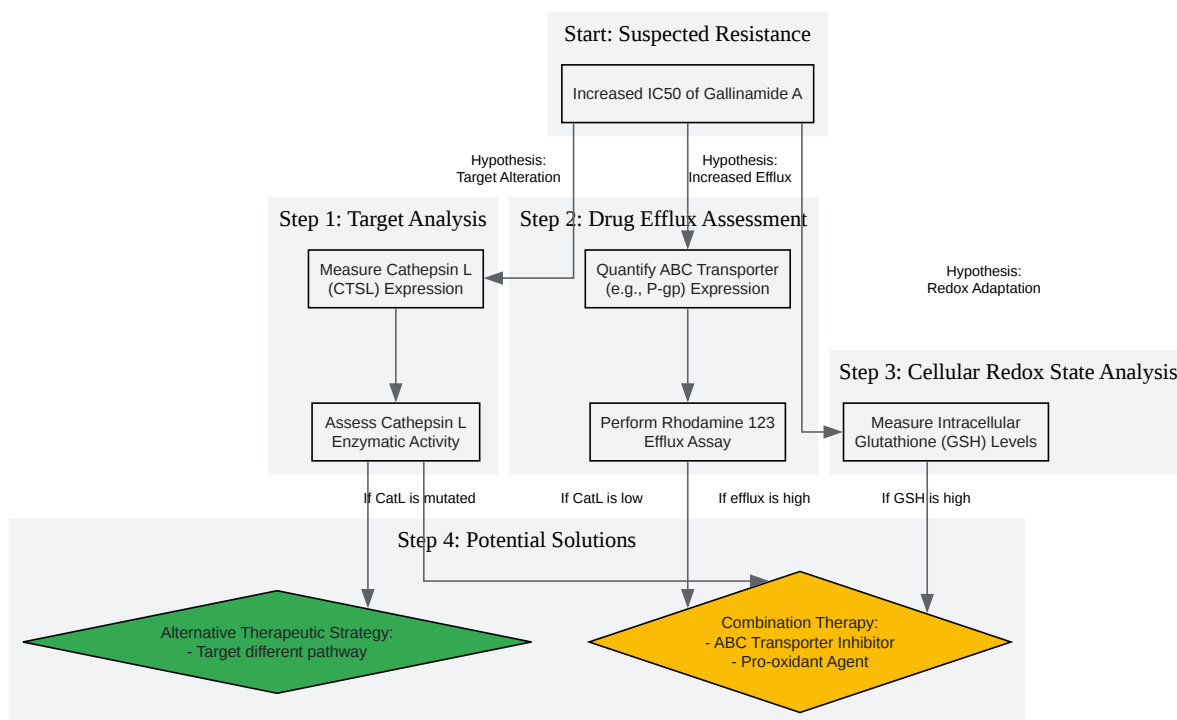 Start: Suspected Resistance
Increased IC50 of Gallinamide A
Hypothesis:
Target Alteration
Hypothesis:
Increased Efflux
Step 1: Target Analysis
Step 2: Drug Efflux Assessment
Measure Cathepsin L
(CTSL) Expression
Quantify ABC Transporter
(e.g., P-gp) Expression
Hypothesis:
Redox Adaptation
Step 3: Cellular Redox State Analysis
Assess Cathepsin L
Enzymatic Activity
Perform Rhodamine 123
Efflux Assay
Measure Intracellular
Glutathione (GSH) Levels
If CatL is mutated
If CatL is low
If efflux is high
If GSH is high
Step 4: Potential Solutions
Alternative Therapeutic Strategy:
- Target different pathway
Combination Therapy:
- ABC Transporter Inhibitor
- Pro-oxidant Agent